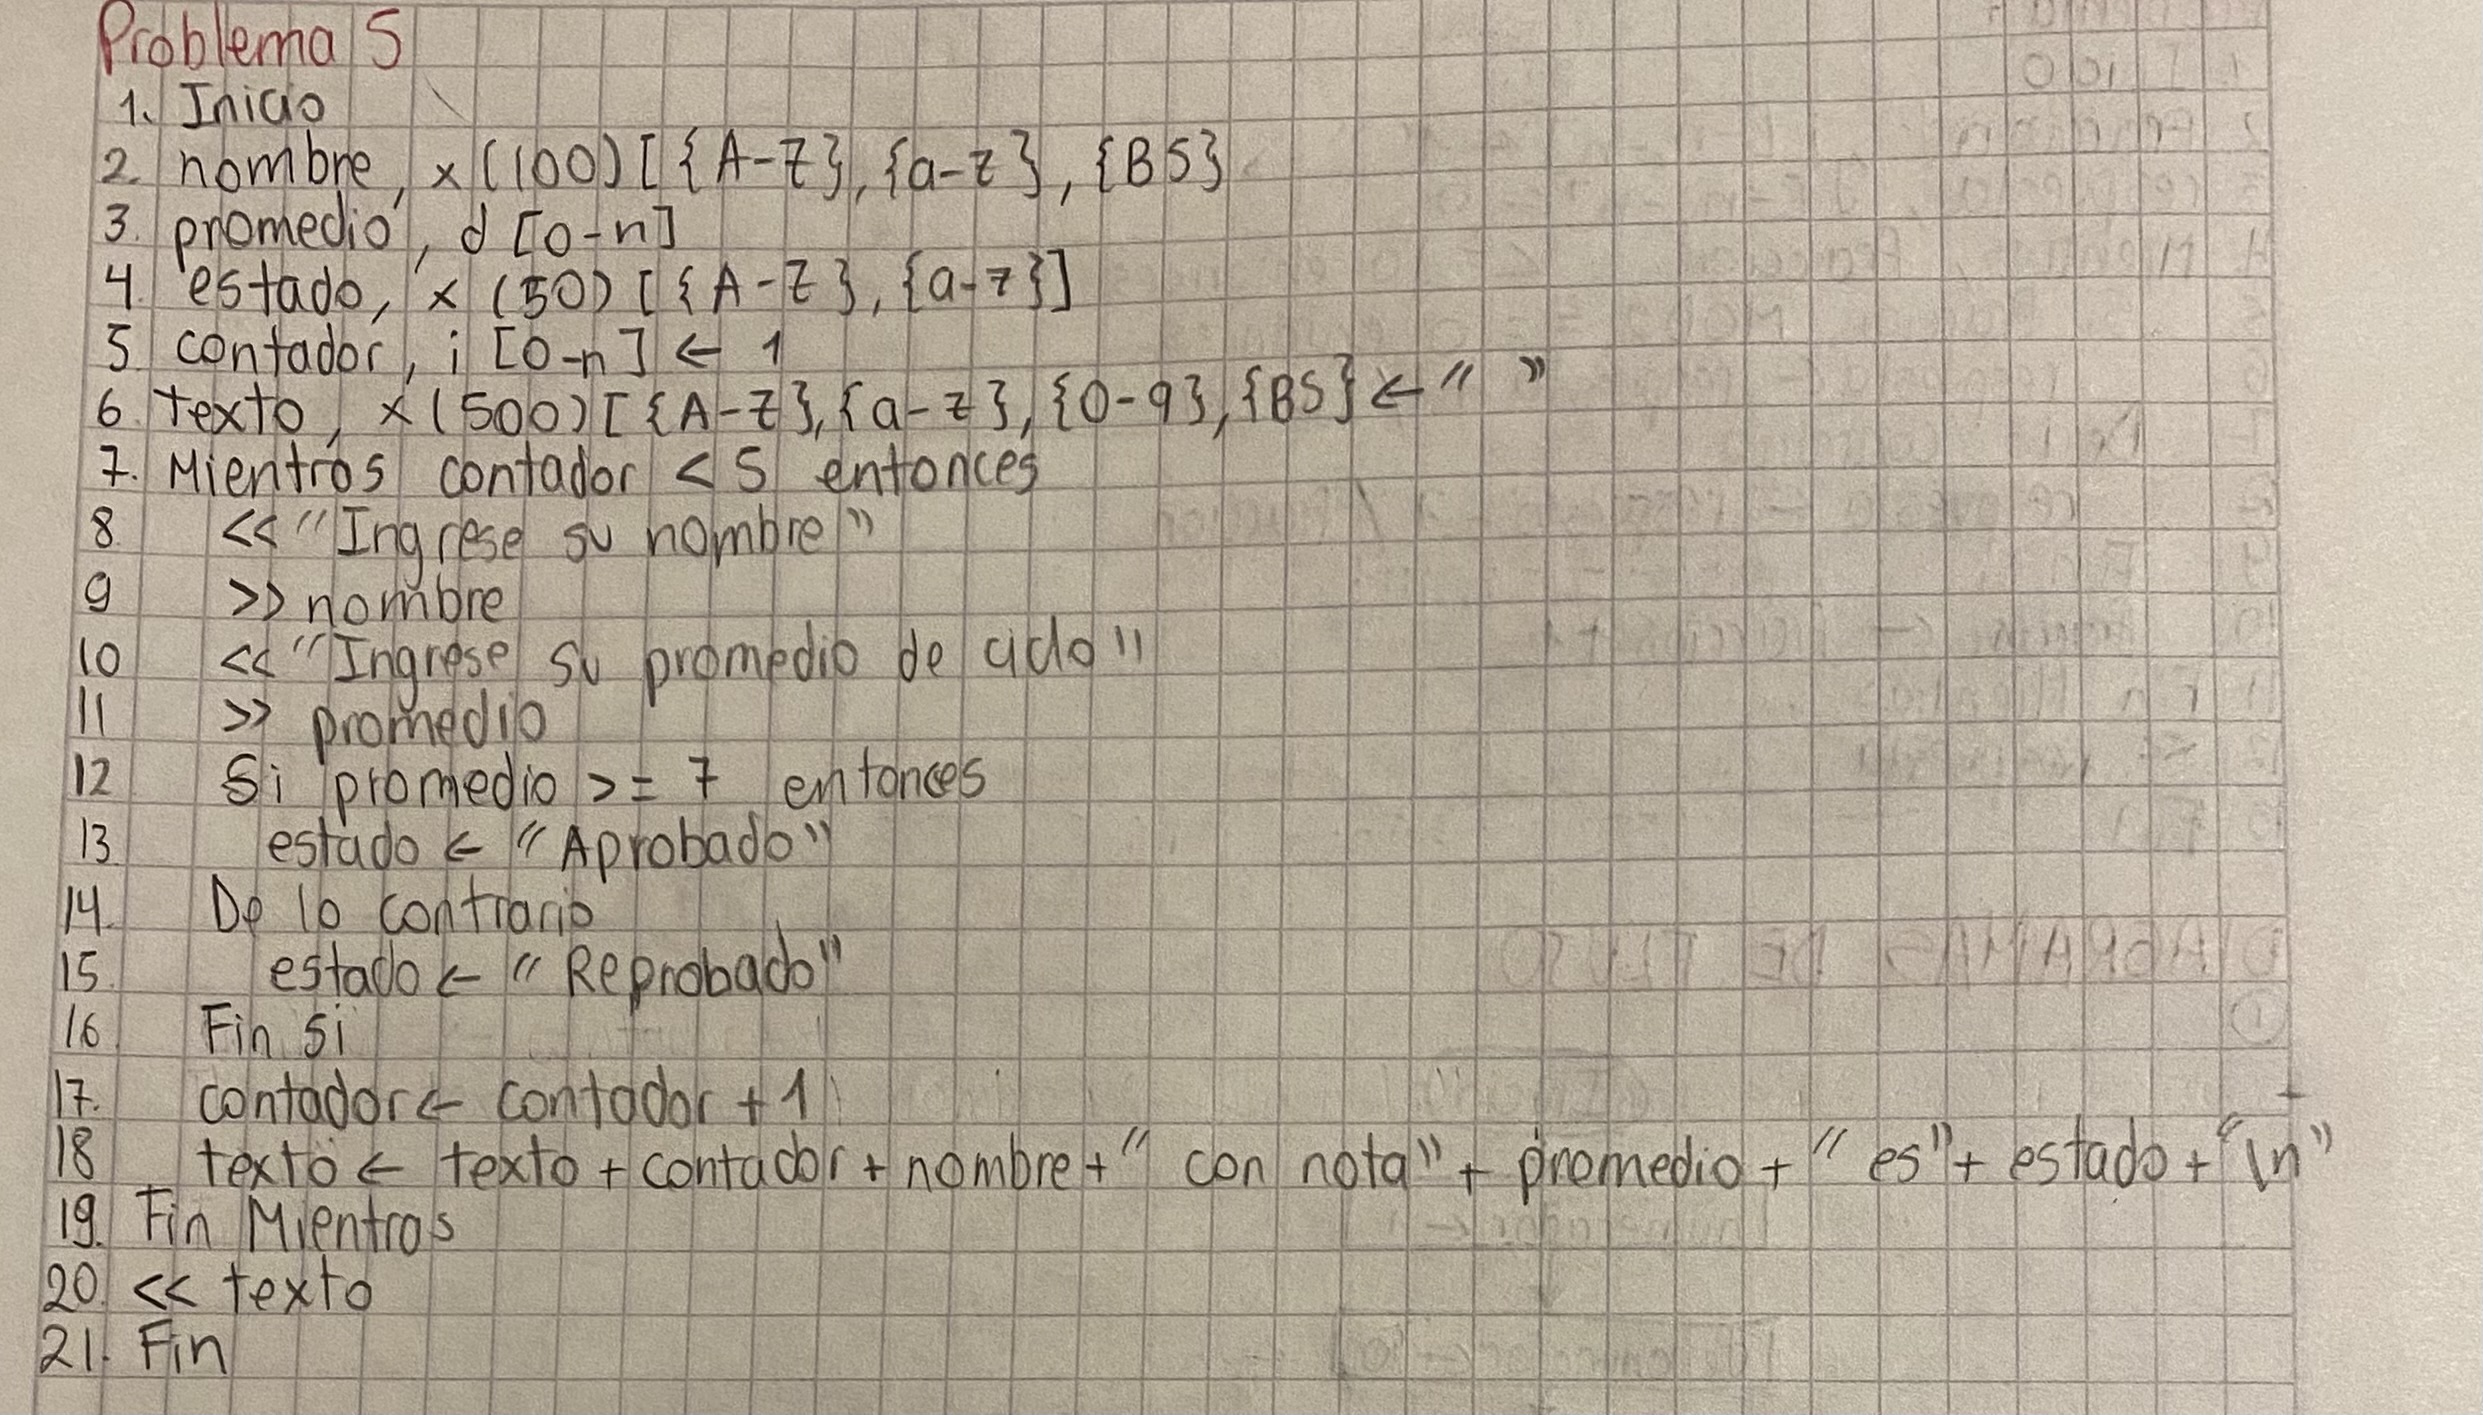 Problema 5
1. Inicio
2. nombre, x (100) [ {A-Z}, {a-z}, {BS}
3. promedio, d [0-n]
4. estado, x (50) [ {A-Z}, {a-z}]
5. contador, i [0-n] ← 1
6. texto, x (500) [ {A-Z}, {a-z}, {0-9}, {BS} ← " "
7. Mientras contador < 5 entonces
8. << "Ingrese su nombre"
9 >> nombre
10 << "Ingrese su promedio de ciclo"
11 >> promedio
12 Si promedio >= 7 entonces
13 estado ← "Aprobado"
14. De lo contrario
15 estado ← "Reprobado"
16 Fin si
17. contador ← contador + 1
18 texto ← texto + contador + nombre + " con nota" + promedio + " es" + estado + "\n"
19. Fin Mientras
20. << texto
21. Fin